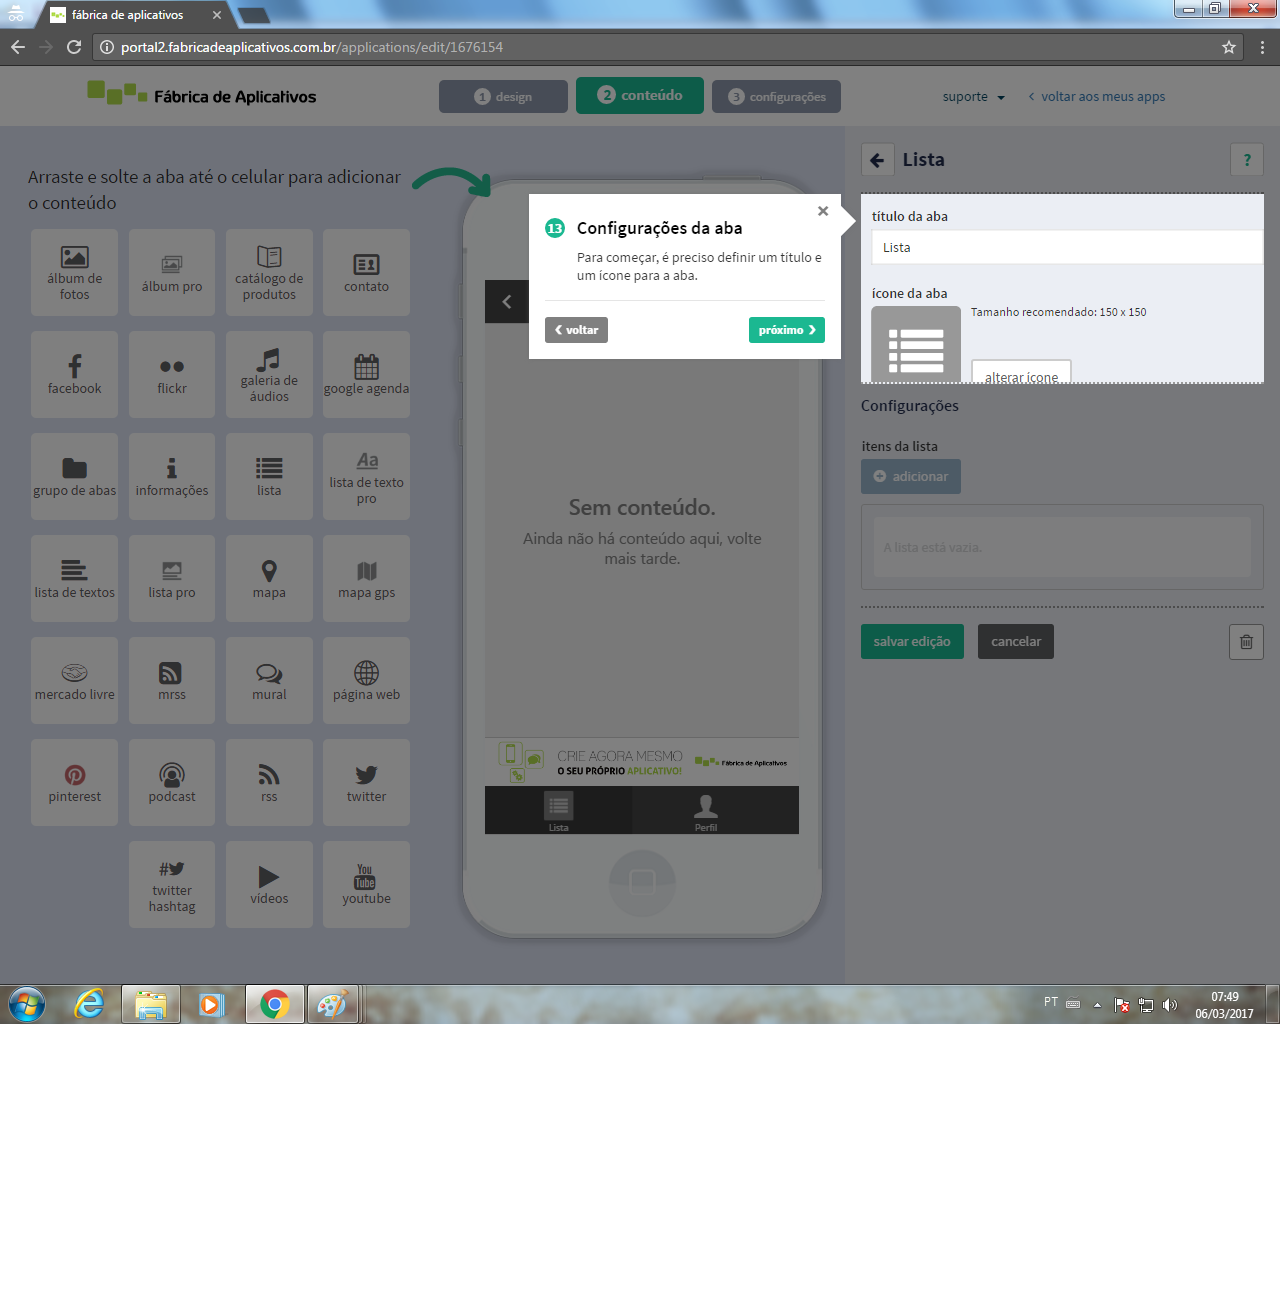 fábrica de aplicativos
portal2.fabricadeaplicativos.com.br/applications/edit/1676154
Fábrica de Aplicativos
1 design
2 conteúdo
3 configurações
suporte
voltar aos meus apps
Arraste e solte a aba até o celular para adicionar
o conteúdo
álbum de
fotos
álbum pro
catálogo de
produtos
contato
facebook
flickr
galeria de
áudios
google agenda
grupo de abas
informações
lista
Aa
lista de texto
pro
lista de textos
lista pro
mapa
mapa gps
mercado livre
mrss
mural
página web
pinterest
podcast
rss
twitter
#
twitter
hashtag
vídeos
You
Tube
youtube
13 Configurações da aba
Para começar, é preciso definir um título e
um ícone para a aba.
voltar
próximo
Sem conteúdo.
Ainda não há conteúdo aqui, volte
mais tarde.
CRIE AGORA MESMO
O SEU PRÓPRIO APLICATIVO!
Fábrica de Aplicativos
Lista
Perfil
Lista
?
título da aba
Lista
ícone da aba
Tamanho recomendado: 150 x 150
alterar ícone
Configurações
itens da lista
adicionar
A lista está vazia.
salvar edição
cancelar
PT
07:49
06/03/2017